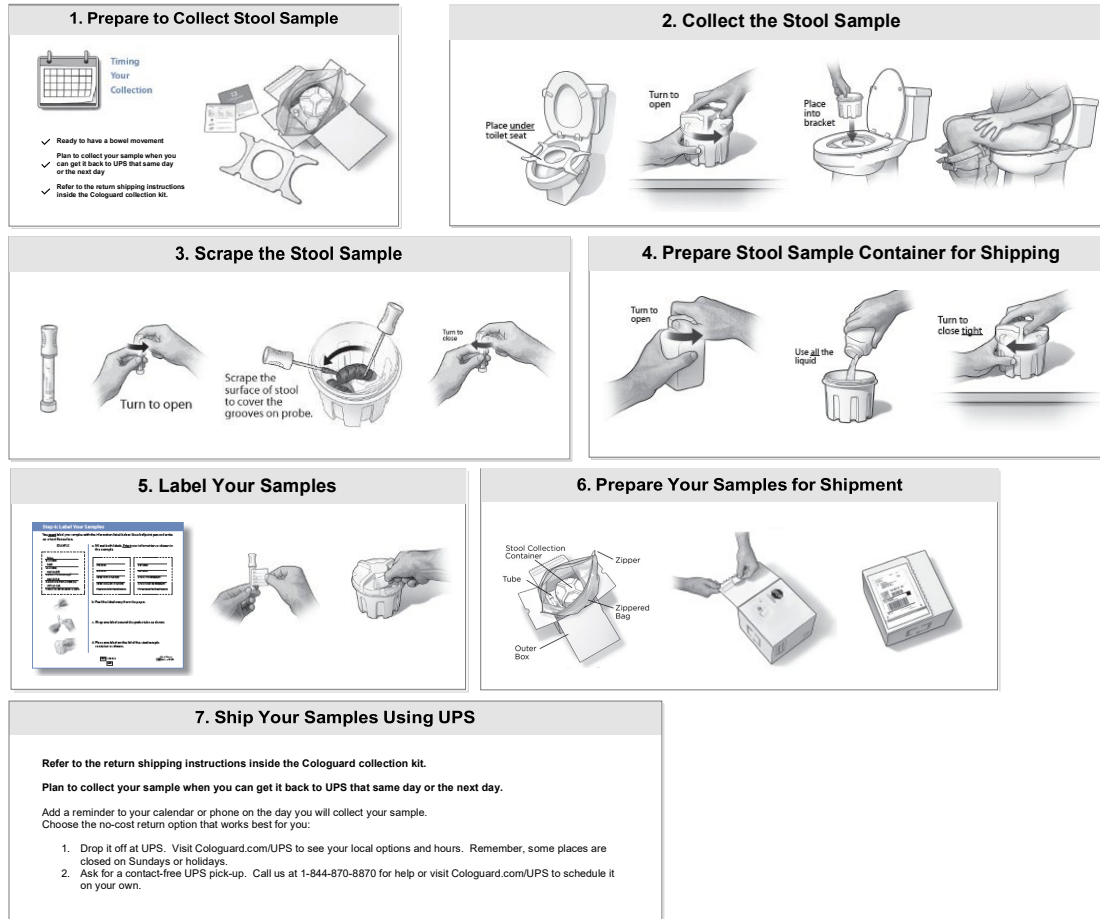 1. Prepare to Collect Stool Sample
Timing
Your
Collection
Ready to have a bowel movement
Plan to collect your sample when you
can get it back to UPS that same day
or the next day
Refer to the return shipping instructions
inside the Cologuard collection kit.
2. Collect the Stool Sample
Place under
toilet seat
Turn to
open
Place
into
bracket
3. Scrape the Stool Sample
Turn to open
Scrape the
surface of stool
to cover the
grooves on probe.
Turn to
close
4. Prepare Stool Sample Container for Shipping
Turn to
open
Use all the
liquid
Turn to
close tight
5. Label Your Samples
Label Your Samples
6. Prepare Your Samples for Shipment
Stool Collection
Container
Zipper
Tube
Zippered
Bag
Outer
Box
7. Ship Your Samples Using UPS
Refer to the return shipping instructions inside the Cologuard collection kit.
Plan to collect your sample when you can get it back to UPS that same day or the next day.
Add a reminder to your calendar or phone on the day you will collect your sample.
Choose the no-cost return option that works best for you:
1. Drop it off at UPS.  Visit Cologuard.com/UPS to see your local options and hours.  Remember, some places are
closed on Sundays or holidays.
2. Ask for a contact-free UPS pick-up.  Call us at 1-844-870-8870 for help or visit Cologuard.com/UPS to schedule it
on your own.